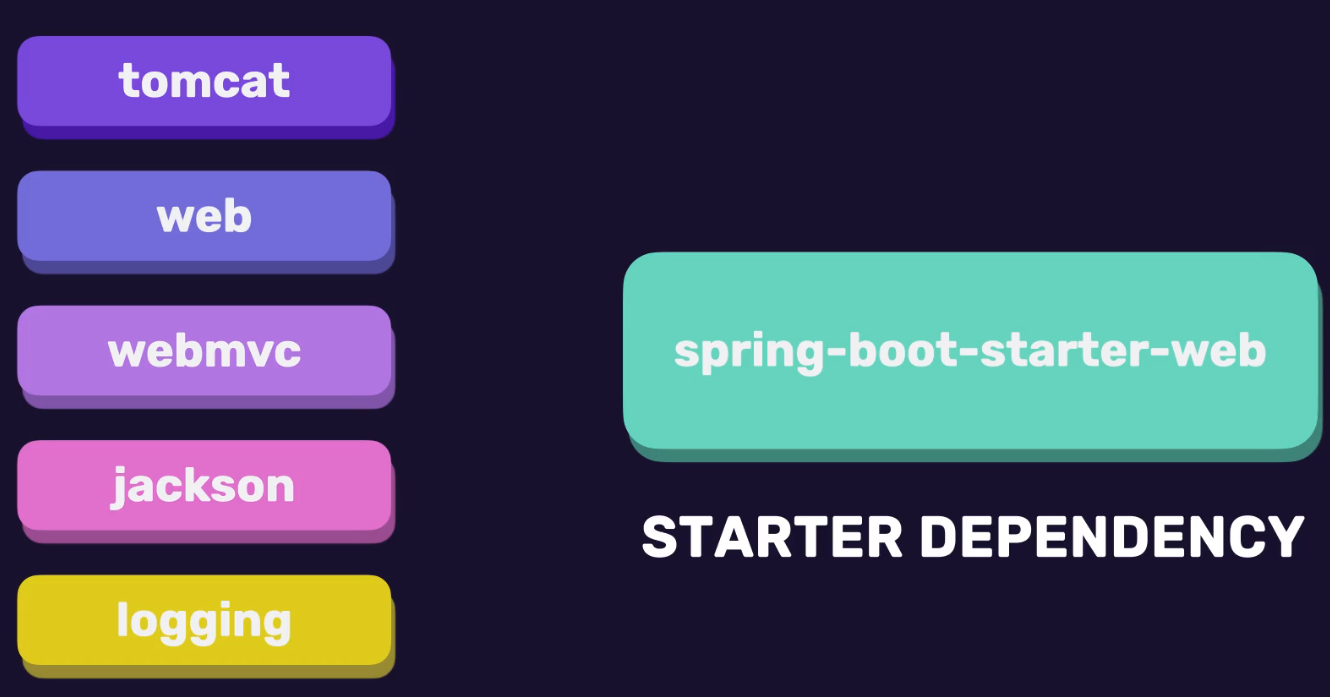 tomcat
web
webmvc
jackson
logging
spring-boot-starter-web
STARTER DEPENDENCY